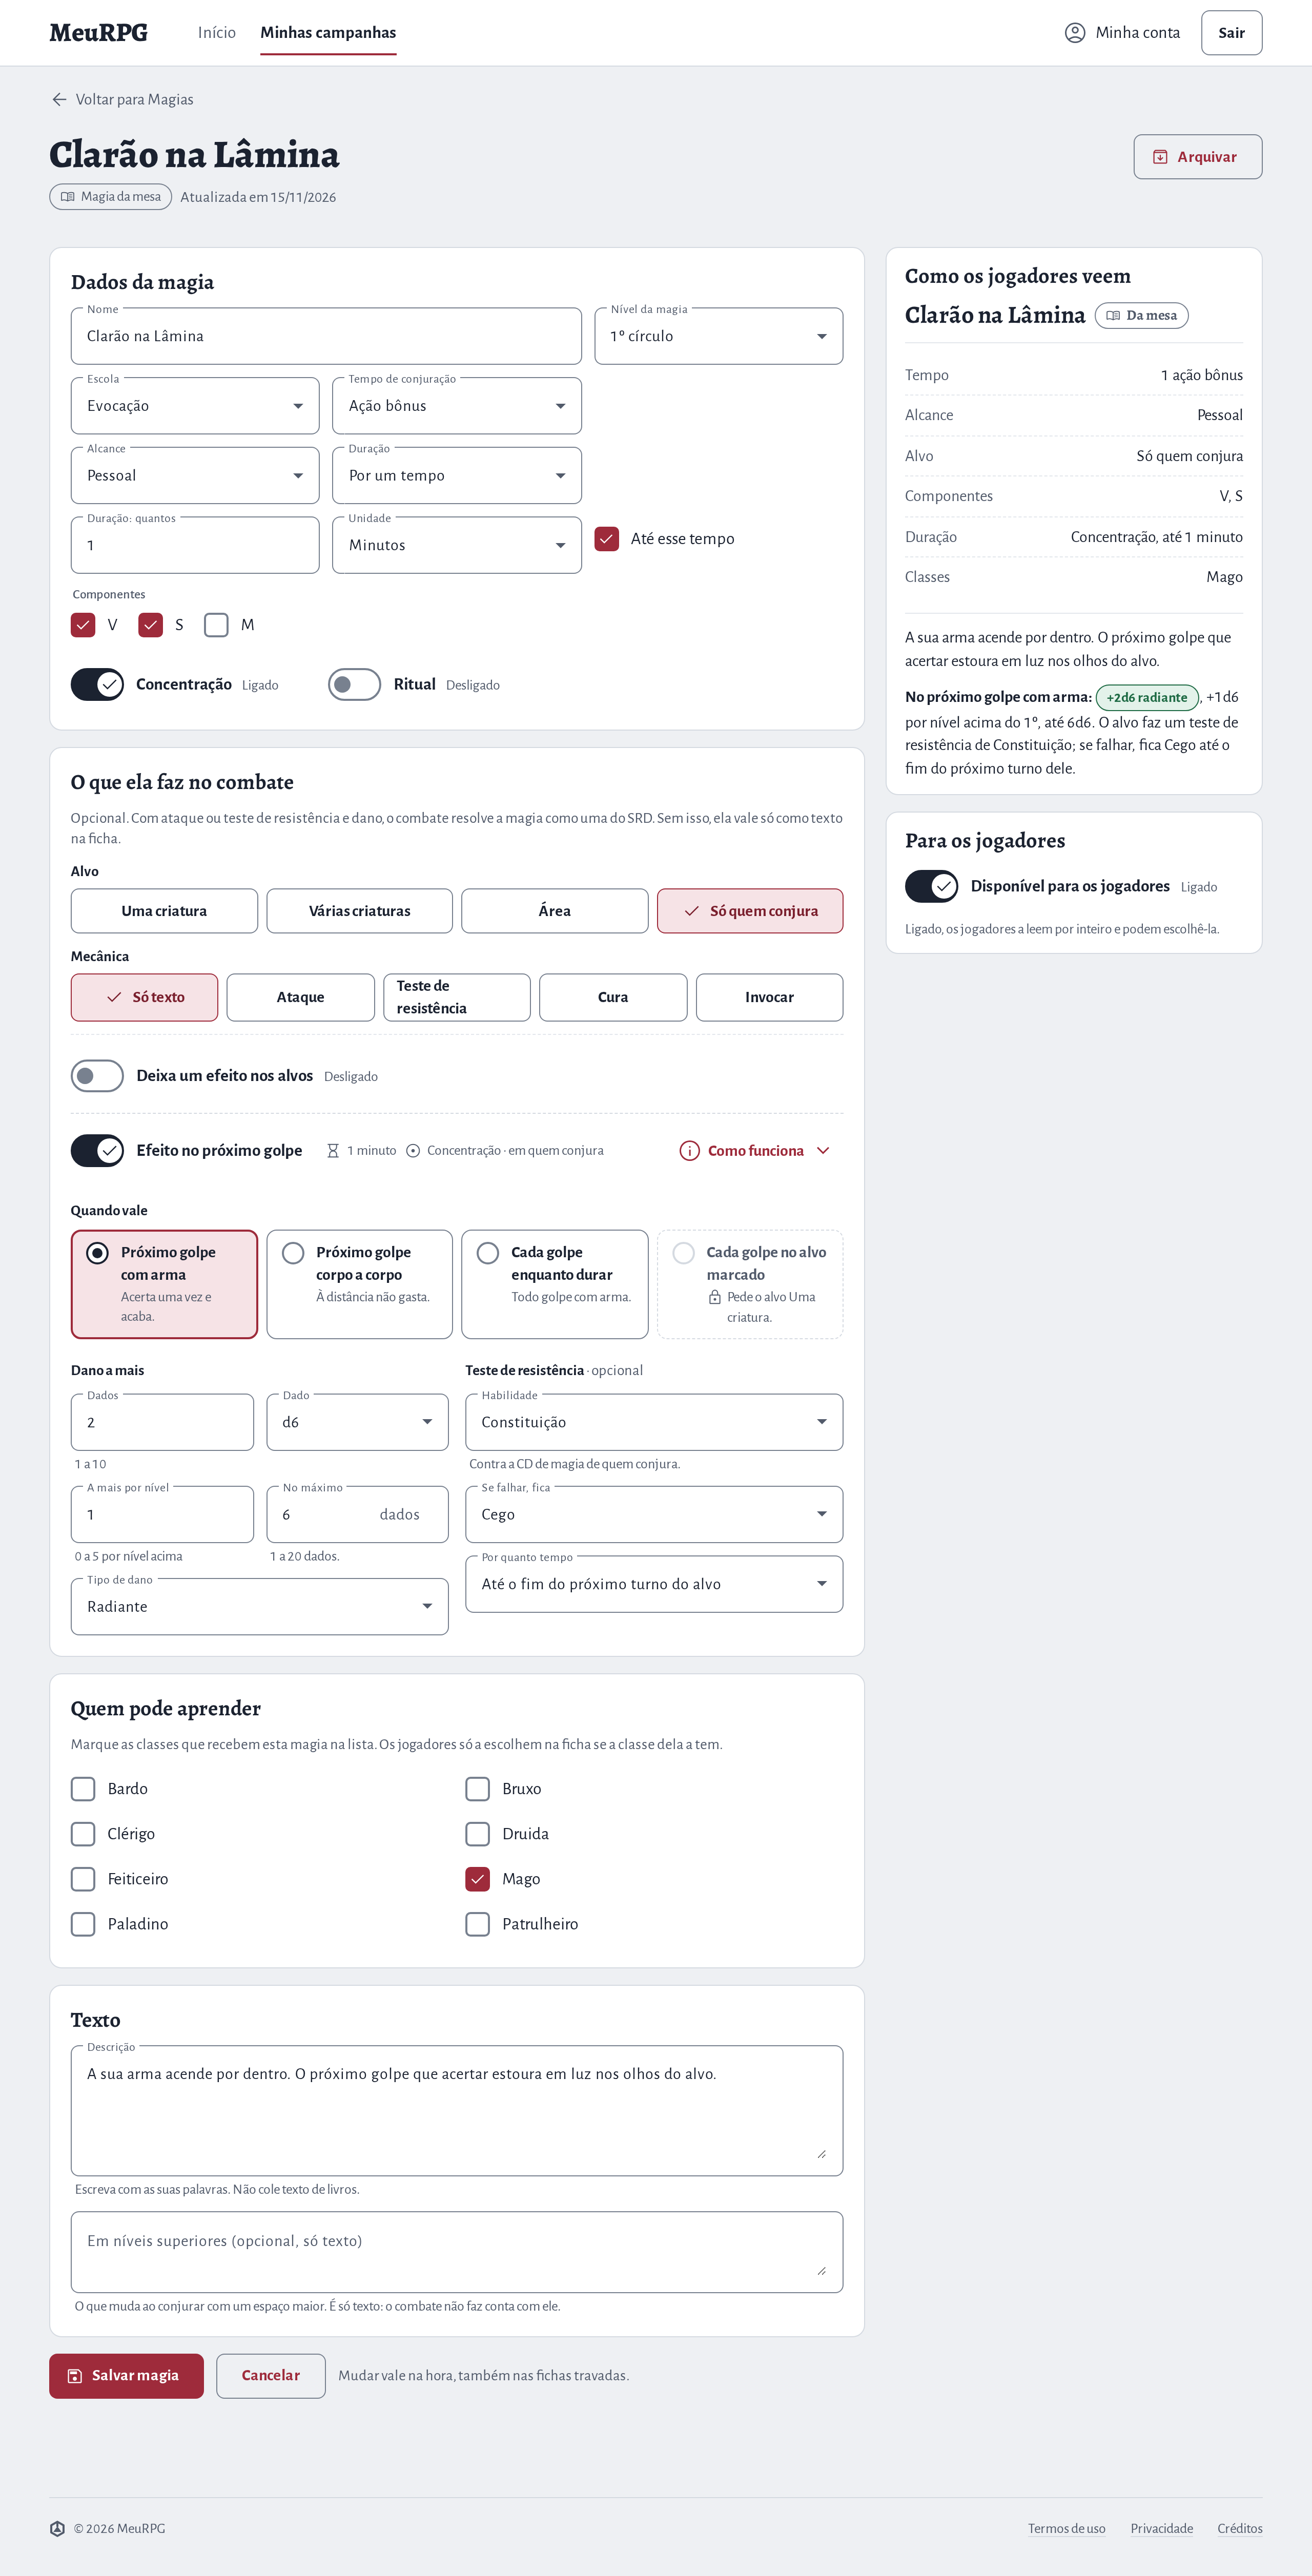 MeuRPG
Início
Minhas campanhas
Minha conta
Sair
Voltar para Magias
Clarão na Lâmina
Arquivar
Magia da mesa
Atualizada em 15/11/2026
Dados da magia
Nome
Clarão na Lâmina
Nível da magia
1º círculo
Escola
Evocação
Tempo de conjuração
Ação bônus
Alcance
Pessoal
Duração
Por um tempo
Duração: quantos
1
Unidade
Minutos
Até esse tempo
Componentes
V
S
M
Concentração Ligado
Ritual Desligado
O que ela faz no combate
Opcional. Com ataque ou teste de resistência e dano, o combate resolve a magia como uma do SRD. Sem isso, ela vale só como texto
na ficha.
Alvo
Uma criatura
Várias criaturas
Área
Só quem conjura
Mecânica
Só texto
Ataque
Teste de
resistência
Cura
Invocar
Deixa um efeito nos alvos Desligado
Efeito no próximo golpe
1 minuto
Concentração · em quem conjura
Como funciona
Quando vale
Próximo golpe
com arma
Acerta uma vez e
acaba.
Próximo golpe
corpo a corpo
À distância não gasta.
Cada golpe
enquanto durar
Todo golpe com arma.
Cada golpe no alvo
marcado
Pede o alvo Uma
criatura.
Dano a mais
Dados
2
1 a 10
Dado
d6
A mais por nível
1
0 a 5 por nível acima
No máximo
6 dados
1 a 20 dados.
Tipo de dano
Radiante
Teste de resistência · opcional
Habilidade
Constituição
Contra a CD de magia de quem conjura.
Se falhar, fica
Cego
Por quanto tempo
Até o fim do próximo turno do alvo
Quem pode aprender
Marque as classes que recebem esta magia na lista. Os jogadores só a escolhem na ficha se a classe dela a tem.
Bardo
Bruxo
Clérigo
Druida
Feiticeiro
Mago
Paladino
Patrulheiro
Texto
Descrição
A sua arma acende por dentro. O próximo golpe que acertar estoura em luz nos olhos do alvo.
Escreva com as suas palavras. Não cole texto de livros.
Em níveis superiores (opcional, só texto)
O que muda ao conjurar com um espaço maior. É só texto: o combate não faz conta com ele.
Salvar magia
Cancelar
Mudar vale na hora, também nas fichas travadas.
Como os jogadores veem
Clarão na Lâmina
Da mesa
Tempo 1 ação bônus
Alcance Pessoal
Alvo Só quem conjura
Componentes V, S
Duração Concentração, até 1 minuto
Classes Mago
A sua arma acende por dentro. O próximo golpe que
acertar estoura em luz nos olhos do alvo.
No próximo golpe com arma: +2d6 radiante, +1d6
por nível acima do 1º, até 6d6. O alvo faz um teste de
resistência de Constituição; se falhar, fica Cego até o
fim do próximo turno dele.
Para os jogadores
Disponível para os jogadores Ligado
Ligado, os jogadores a leem por inteiro e podem escolhê-la.
© 2026 MeuRPG
Termos de uso
Privacidade
Créditos